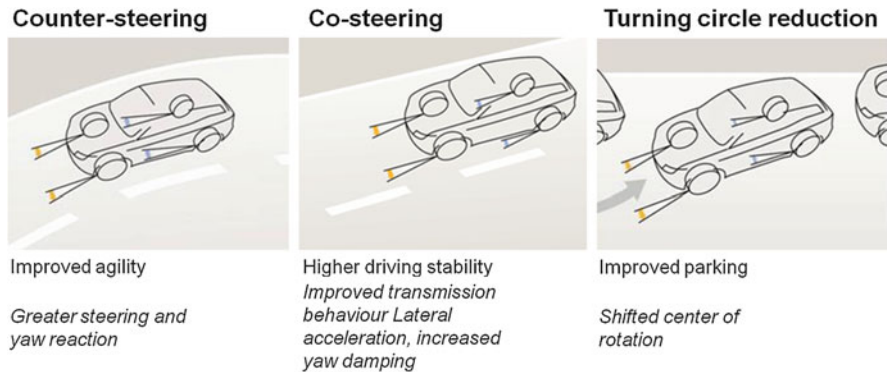 Counter-steering
Improved agility
Greater steering and
yaw reaction
Co-steering
Higher driving stability
Improved transmission
behaviour Lateral
acceleration, increased
yaw damping
Turning circle reduction
Improved parking
Shifted center of
rotation